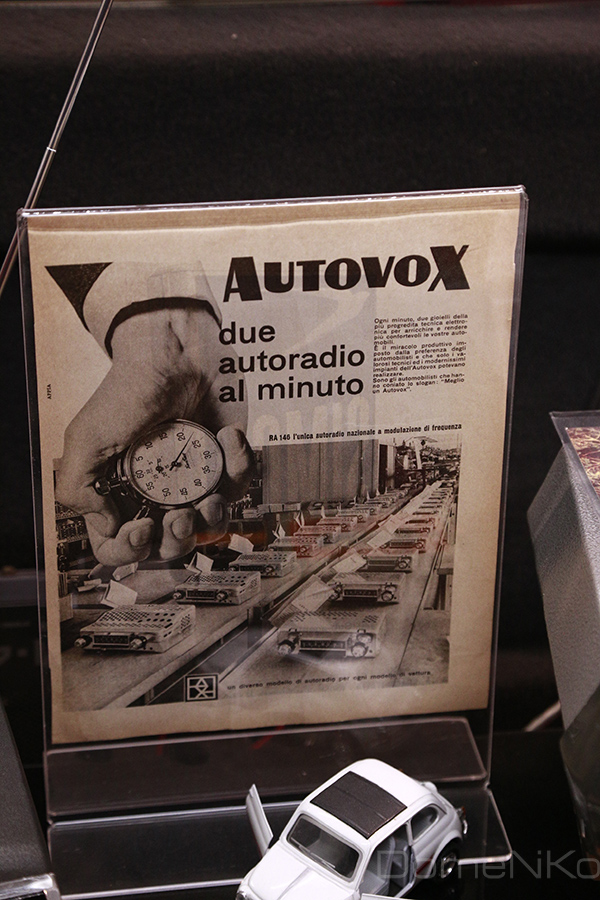 AUTOVOX
due
autoradio
al minuto
Ogni minuto, due gioielli della
più progredita tecnica elettro-
nica per arricchire e rendere
più confortevoli le vostre auto-
mobili.
È il miracolo produttivo im-
posto dalla preferenza degli
automobilisti e che solo i va-
lorosi tecnici ed i modernissimi
impianti dell'Autovox potevano
realizzare.
Sono gli automobilisti che han-
no coniato lo slogan: "Meglio
un Autovox".
RA 146 l'unica autoradio nazionale a modulazione di frequenza
un diverso modello di autoradio per ogni modello di vettura
DomeNiKo